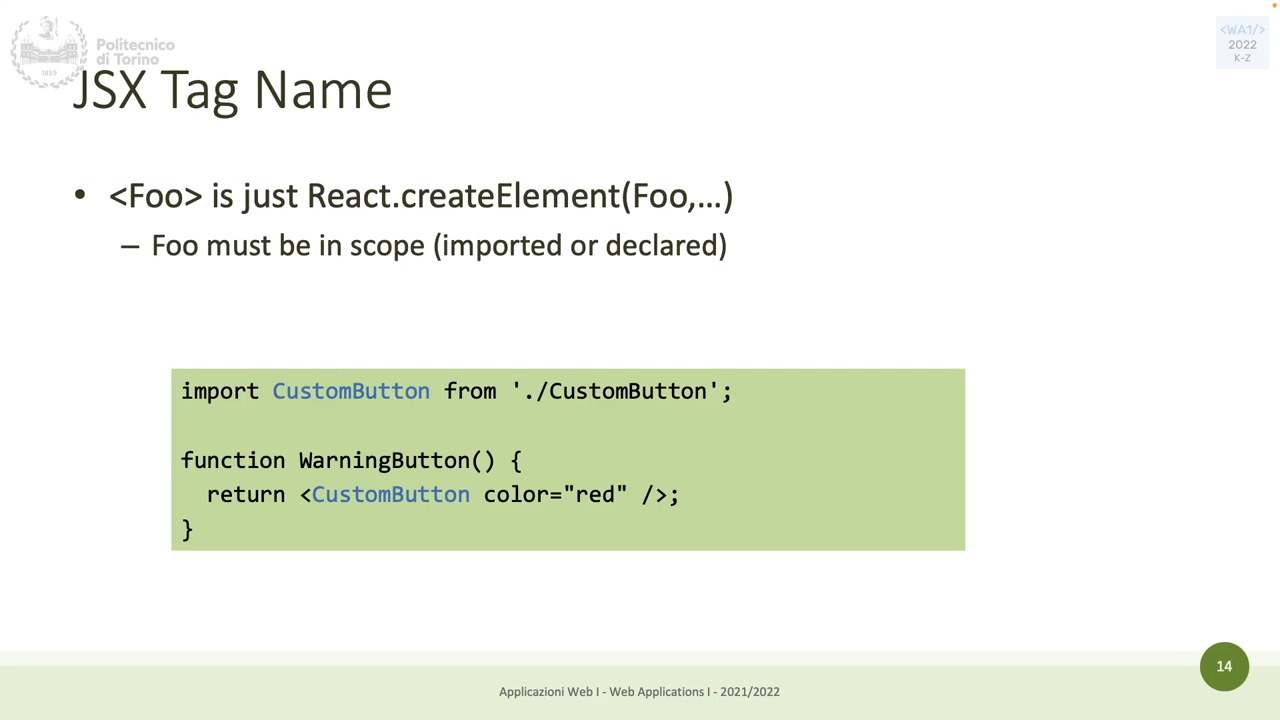 Politecnico
di Torino
1859
<WA1/>
2022
K-Z
JSX Tag Name
• <Foo> is just React.createElement(Foo,…)
– Foo must be in scope (imported or declared)
import CustomButton from './CustomButton';
function WarningButton() {
  return <CustomButton color="red" />;
}
14
Applicazioni Web I - Web Applications I - 2021/2022